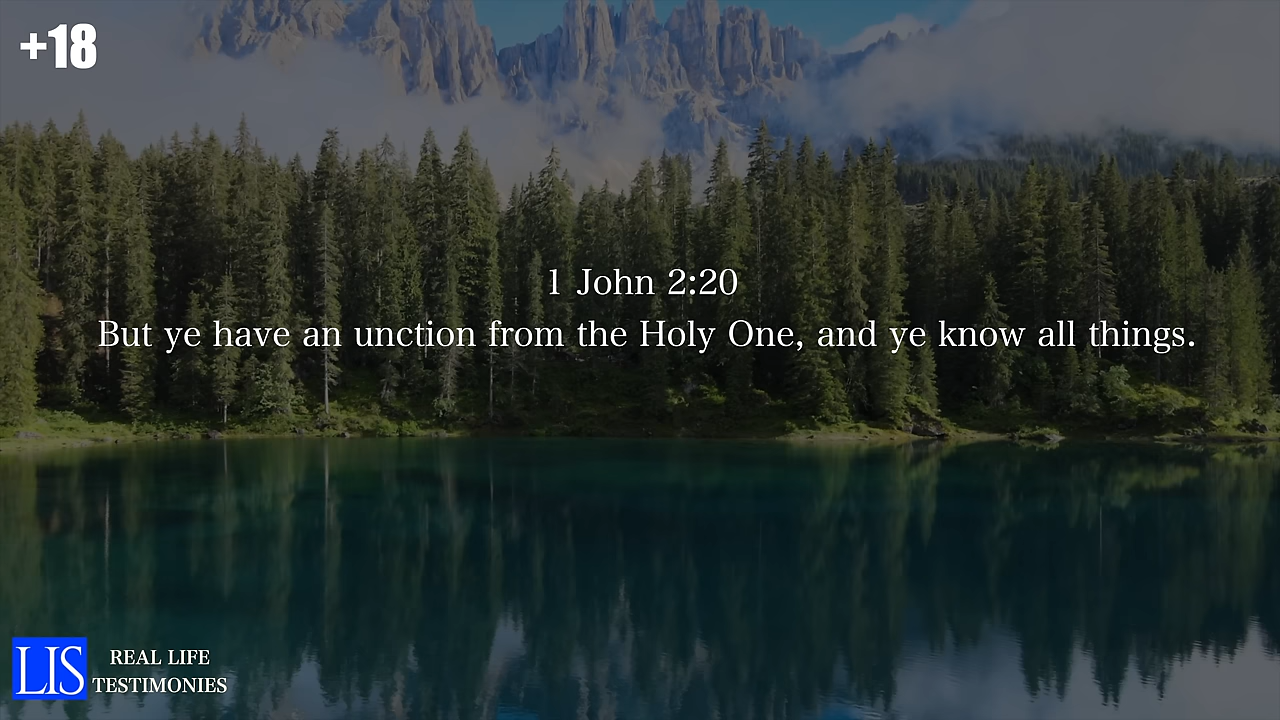 +18
1 John 2:20
But ye have an unction from the Holy One, and ye know all things.
LIS
REAL LIFE
TESTIMONIES